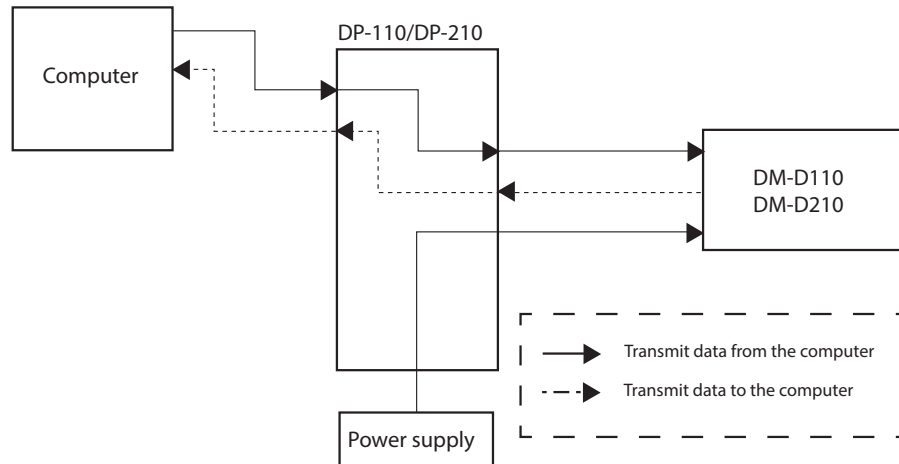 DP-110/DP-210
Computer
DM-D110
DM-D210
Transmit data from the computer
Transmit data to the computer
Power supply